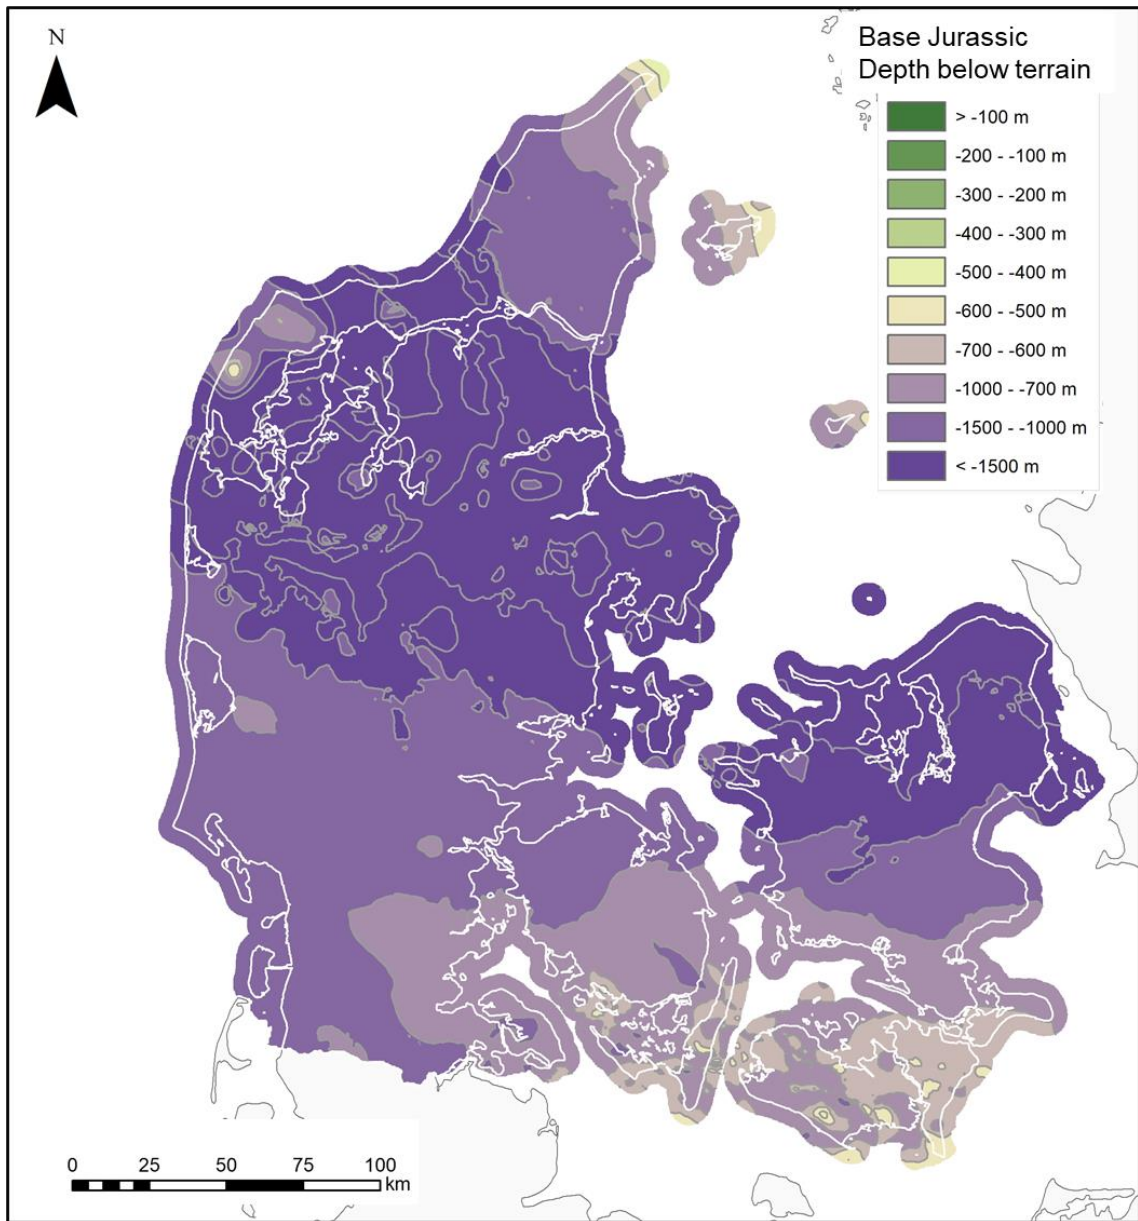 N
Base Jurassic
Depth below terrain
> -100 m
-200 - -100 m
-300 - -200 m
-400 - -300 m
-500 - -400 m
-600 - -500 m
-700 - -600 m
-1000 - -700 m
-1500 - -1000 m
< -1500 m
0 25 50 75 100
km